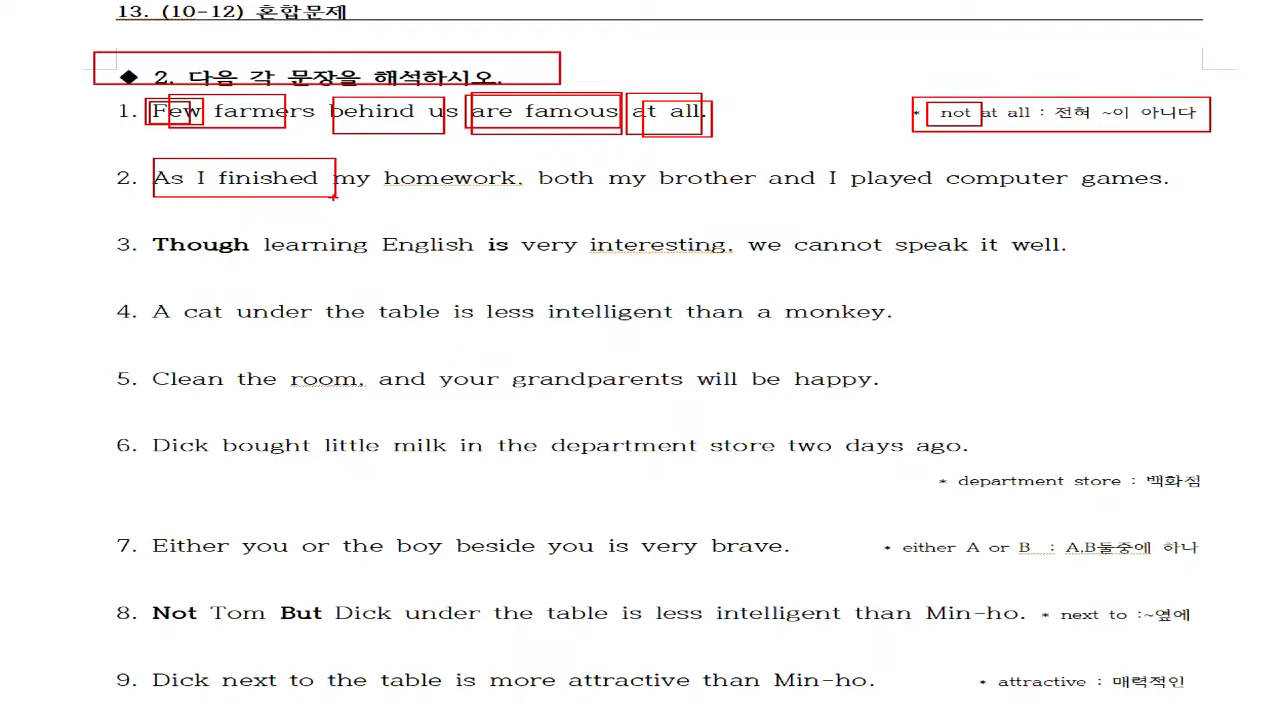 13. (10-12) 혼합문제
◆ 2. 다음 각 문장을 해석하시오.
1. Few farmers behind us are famous at all. * not at all : 전혀 ~이 아니다
2. As I finished my homework, both my brother and I played computer games.
3. Though learning English is very interesting, we cannot speak it well.
4. A cat under the table is less intelligent than a monkey.
5. Clean the room, and your grandparents will be happy.
6. Dick bought little milk in the department store two days ago.
* department store : 백화점
7. Either you or the boy beside you is very brave. * either A or B : A,B둘중에 하나
8. Not Tom But Dick under the table is less intelligent than Min-ho. * next to :~옆에
9. Dick next to the table is more attractive than Min-ho. * attractive : 매력적인